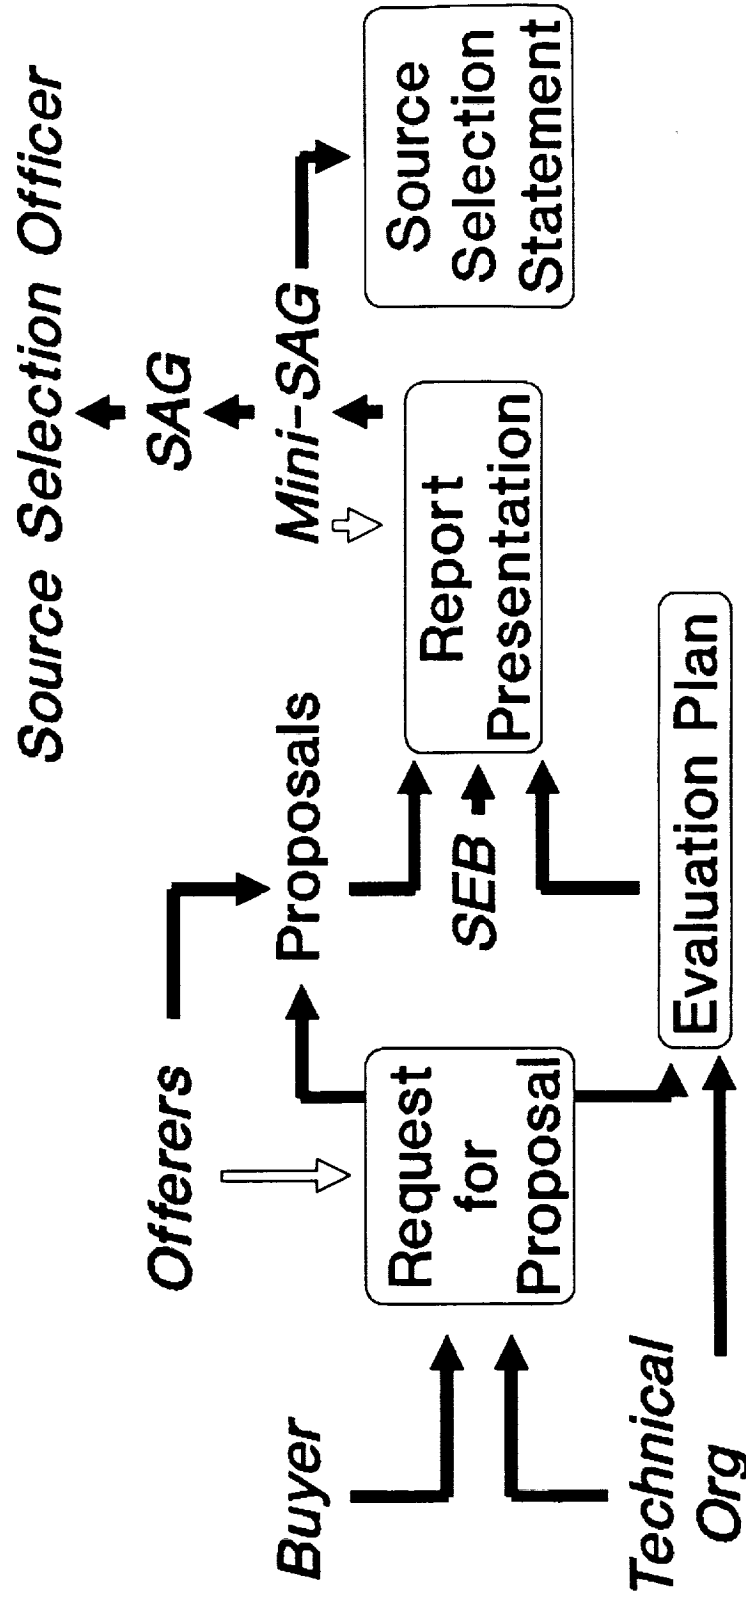 Source Selection Officer
SAG
Offerers
Mini-SAG
Proposals
Buyer
Source
Selection
Statement
Request
for
Proposal
Report
Presentation
SEB
Technical
Org
Evaluation Plan